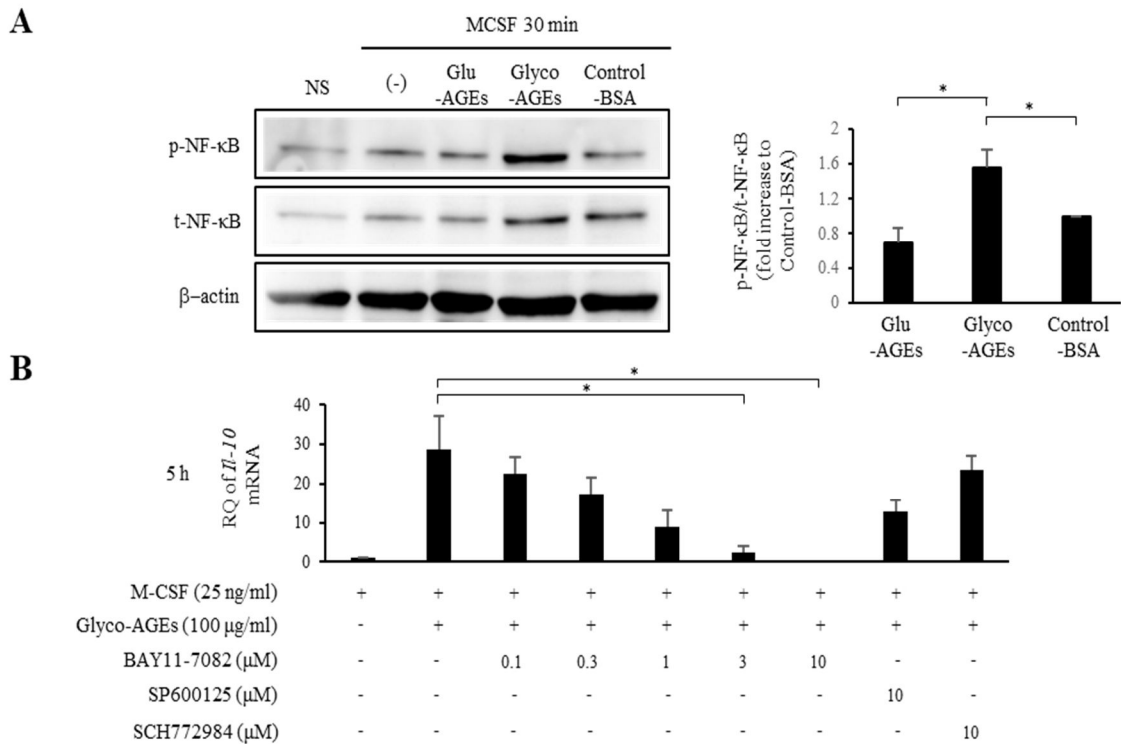 A
MCSF 30 min
NS
(-)
Glu
-AGEs
Glyco
-AGEs
Control
-BSA
p-NF-κB
t-NF-κB
β–actin
p-NF-κB/t-NF-κB
(fold increase to
Control-BSA)
2
1.6
1.2
0.8
0.4
0
*
*
Glu
-AGEs
Glyco
-AGEs
Control
-BSA
B
5 h
RQ of Il-10
mRNA
40
30
20
10
0
*
*
M-CSF (25 ng/ml) + + + + + + + + +
Glyco-AGEs (100 μg/ml) - + + + + + + + +
BAY11-7082 (μM) - - 0.1 0.3 1 3 10 - -
SP600125 (μM) - - - - - - - 10 -
SCH772984 (μM) - - - - - - - - 10